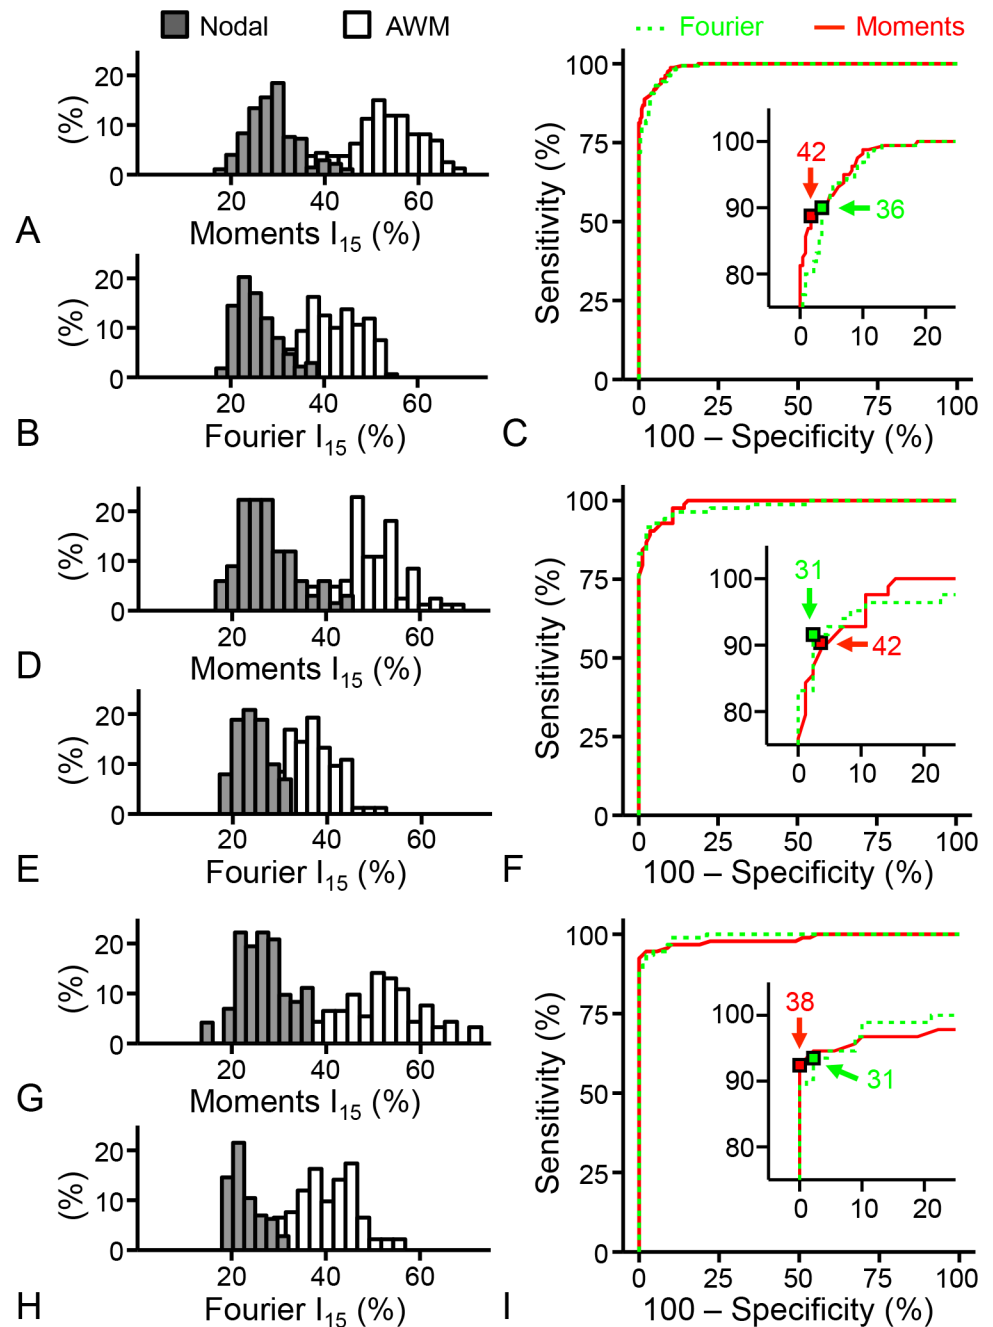 Nodal AWM
Fourier Moments
20
10
0
(%)
20 40 60
A
Moments I15 (%)
20
10
0
(%)
20 40 60
B
Fourier I15 (%)
100
75
50
25
0
Sensitivity (%)
100
90
80
42
36
0 10 20
0 25 50 75 100
C
100 – Specificity (%)
20
10
0
(%)
20 40 60
D
Moments I15 (%)
20
10
0
(%)
20 40 60
E
Fourier I15 (%)
100
75
50
25
0
Sensitivity (%)
100
90
80
31
42
0 10 20
0 25 50 75 100
F
100 – Specificity (%)
20
10
0
(%)
20 40 60
G
Moments I15 (%)
20
10
0
(%)
20 40 60
H
Fourier I15 (%)
100
75
50
25
0
Sensitivity (%)
100
90
80
38
31
0 10 20
0 25 50 75 100
I
100 – Specificity (%)